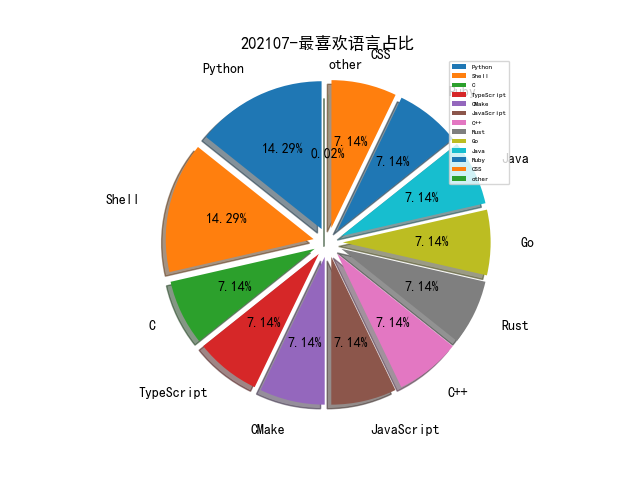 202107-最喜欢语言占比
CSS
other
Python
Shell
C
TypeScript
CMake
JavaScript
C++
Rust
Go
Java
14.29%
14.29%
7.14%
7.14%
7.14%
7.14%
7.14%
7.14%
7.14%
7.14%
7.14%
7.14%
0.02%
Python
Shell
C
TypeScript
CMake
JavaScript
C++
Rust
Go
Java
Ruby
CSS
other